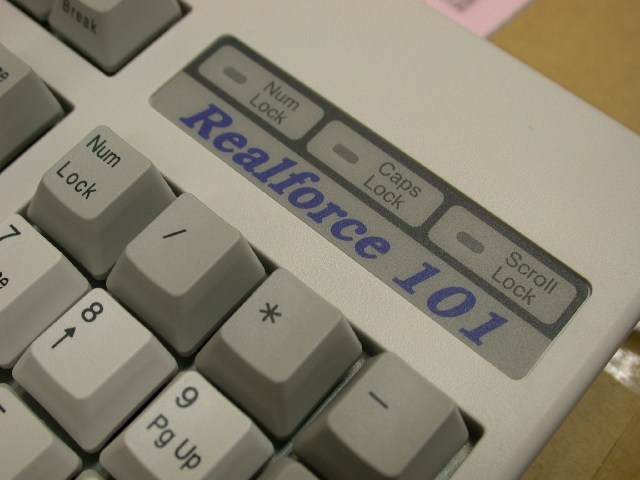 Break
Num
Lock
Caps
Lock
Scroll
Lock
Realforce 101
Num
Lock
/
*
-
7
8
↑
9
Pg Up